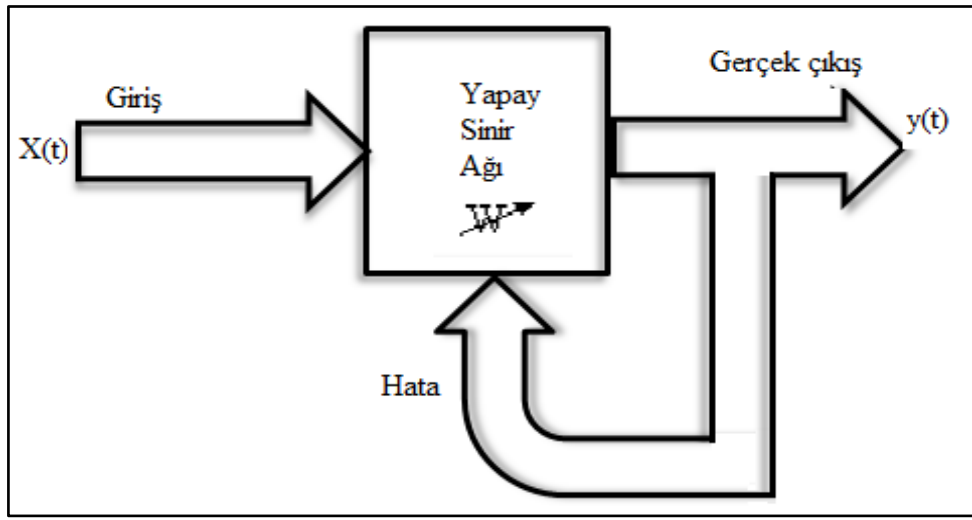 Giriş
X(t)
Yapay
Sinir
Ağı
W
Gerçek çıkış
y(t)
Hata